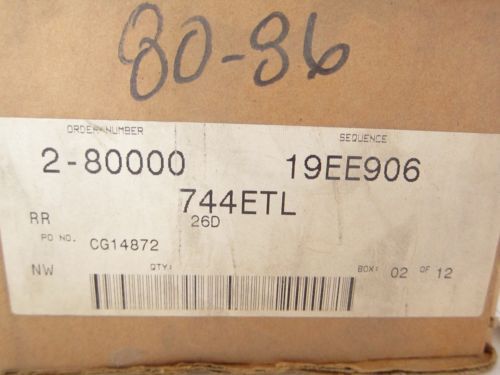 80-86
ORDER NUMBER SEQUENCE
2-80000 19EE906
744ETL
RR 26D
PO NO. CG14872
NW QTY: BOX: 02 OF 12